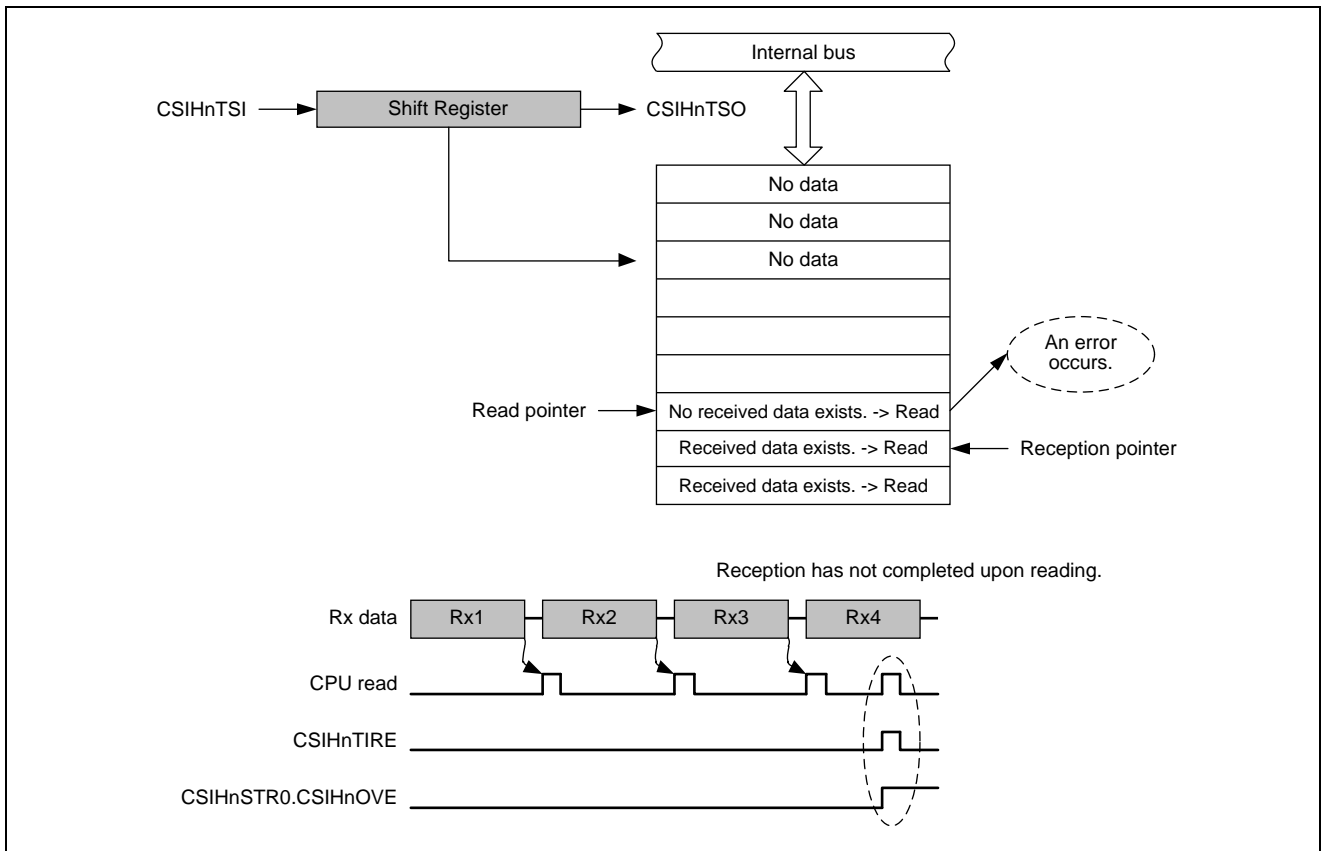 Internal bus
CSIHnTSI
Shift Register
CSIHnTSO
No data
No data
No data
An error
occurs.
Read pointer
No received data exists. -> Read
Received data exists. -> Read
Reception pointer
Received data exists. -> Read
Reception has not completed upon reading.
Rx data
Rx1
Rx2
Rx3
Rx4
CPU read
CSIHnTIRE
CSIHnSTR0.CSIHnOVE